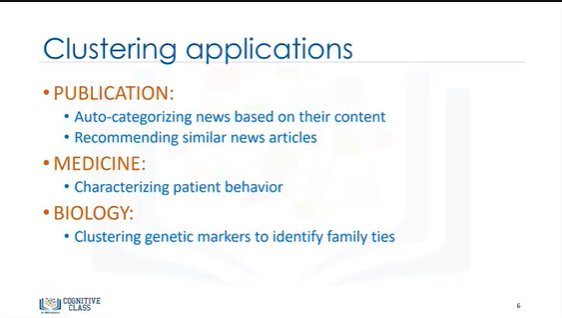 Clustering applications
• PUBLICATION:
• Auto-categorizing news based on their content
• Recommending similar news articles
• MEDICINE:
• Characterizing patient behavior
• BIOLOGY:
• Clustering genetic markers to identify family ties
COGNITIVE
CLASS
6